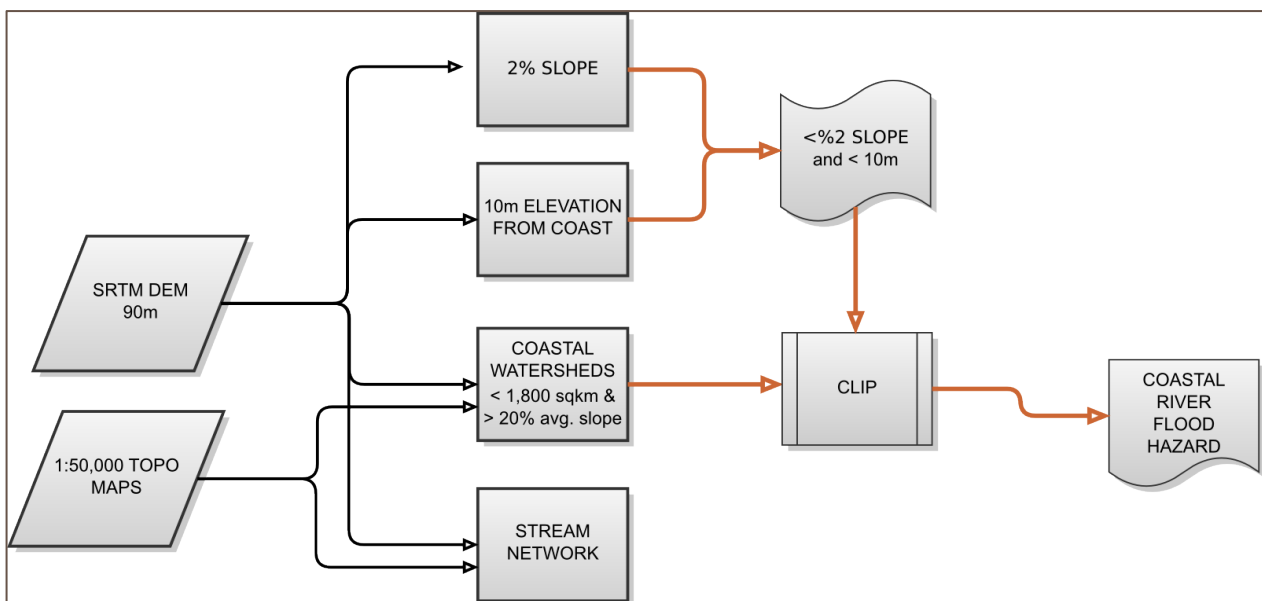 2% SLOPE
<%2 SLOPE
and < 10m
10m ELEVATION
FROM COAST
SRTM DEM
90m
COASTAL
WATERSHEDS
< 1,800 sqkm &
> 20% avg. slope
CLIP
COASTAL
RIVER
FLOOD
HAZARD
1:50,000 TOPO
MAPS
STREAM
NETWORK